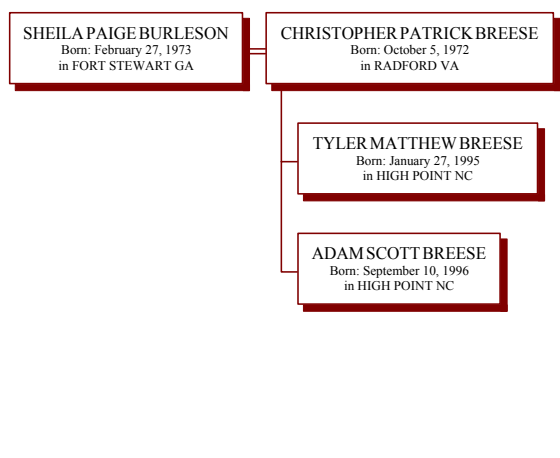 SHEILA PAIGE BURLESON
Born: February 27, 1973
in FORT STEWART GA
CHRISTOPHER PATRICK BREESE
Born: October 5, 1972
in RADFORD VA
TYLER MATTHEW BREESE
Born: January 27, 1995
in HIGH POINT NC
ADAM SCOTT BREESE
Born: September 10, 1996
in HIGH POINT NC